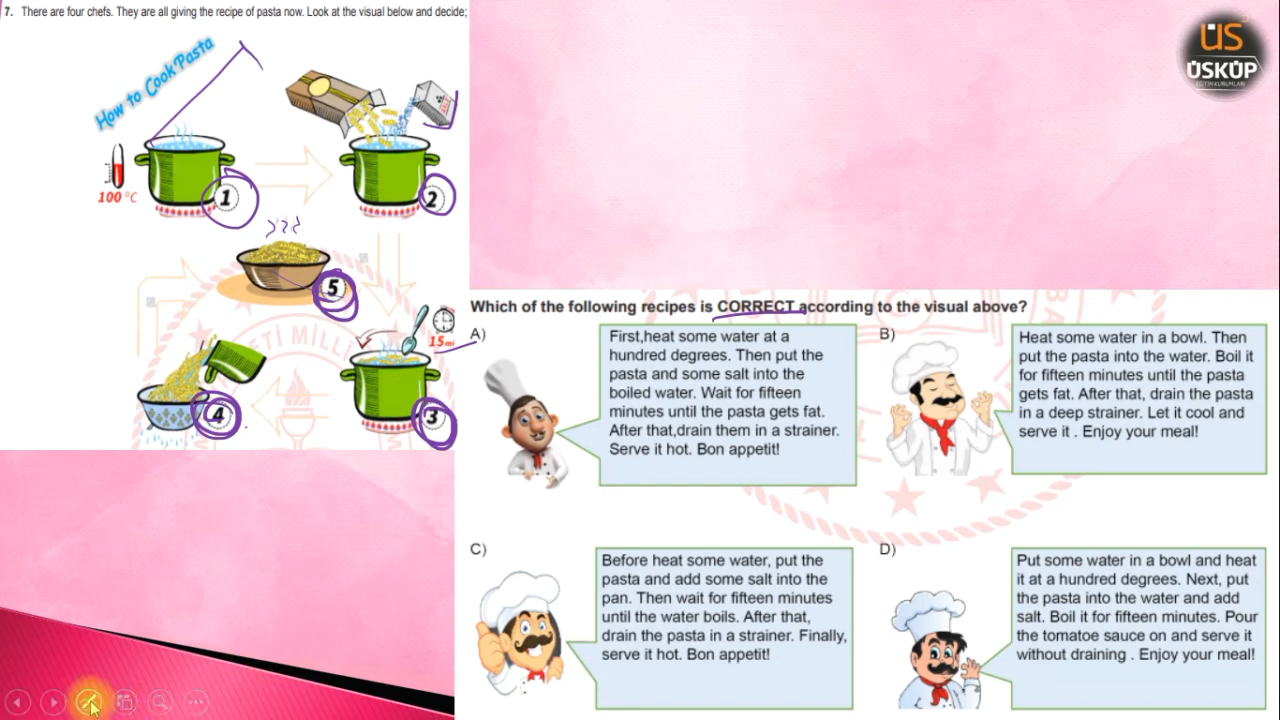 7. There are four chefs. They are all giving the recipe of pasta now. Look at the visual below and decide;
How to Cook Pasta
100 °C
1
2
5
15mi
4
3
ÜS
ÜSKÜP
EĞİTİM KURUMLARI
Which of the following recipes is CORRECT according to the visual above?
A)
First,heat some water at a
hundred degrees. Then put the
pasta and some salt into the
boiled water. Wait for fifteen
minutes until the pasta gets fat.
After that,drain them in a strainer.
Serve it hot. Bon appetit!
B)
Heat some water in a bowl. Then
put the pasta into the water. Boil it
for fifteen minutes until the pasta
gets fat. After that, drain the pasta
in a deep strainer. Let it cool and
serve it . Enjoy your meal!
C)
Before heat some water, put the
pasta and add some salt into the
pan. Then wait for fifteen minutes
until the water boils. After that,
drain the pasta in a strainer. Finally,
serve it hot. Bon appetit!
D)
Put some water in a bowl and heat
it at a hundred degrees. Next, put
the pasta into the water and add
salt. Boil it for fifteen minutes. Pour
the tomatoe sauce on and serve it
without draining . Enjoy your meal!